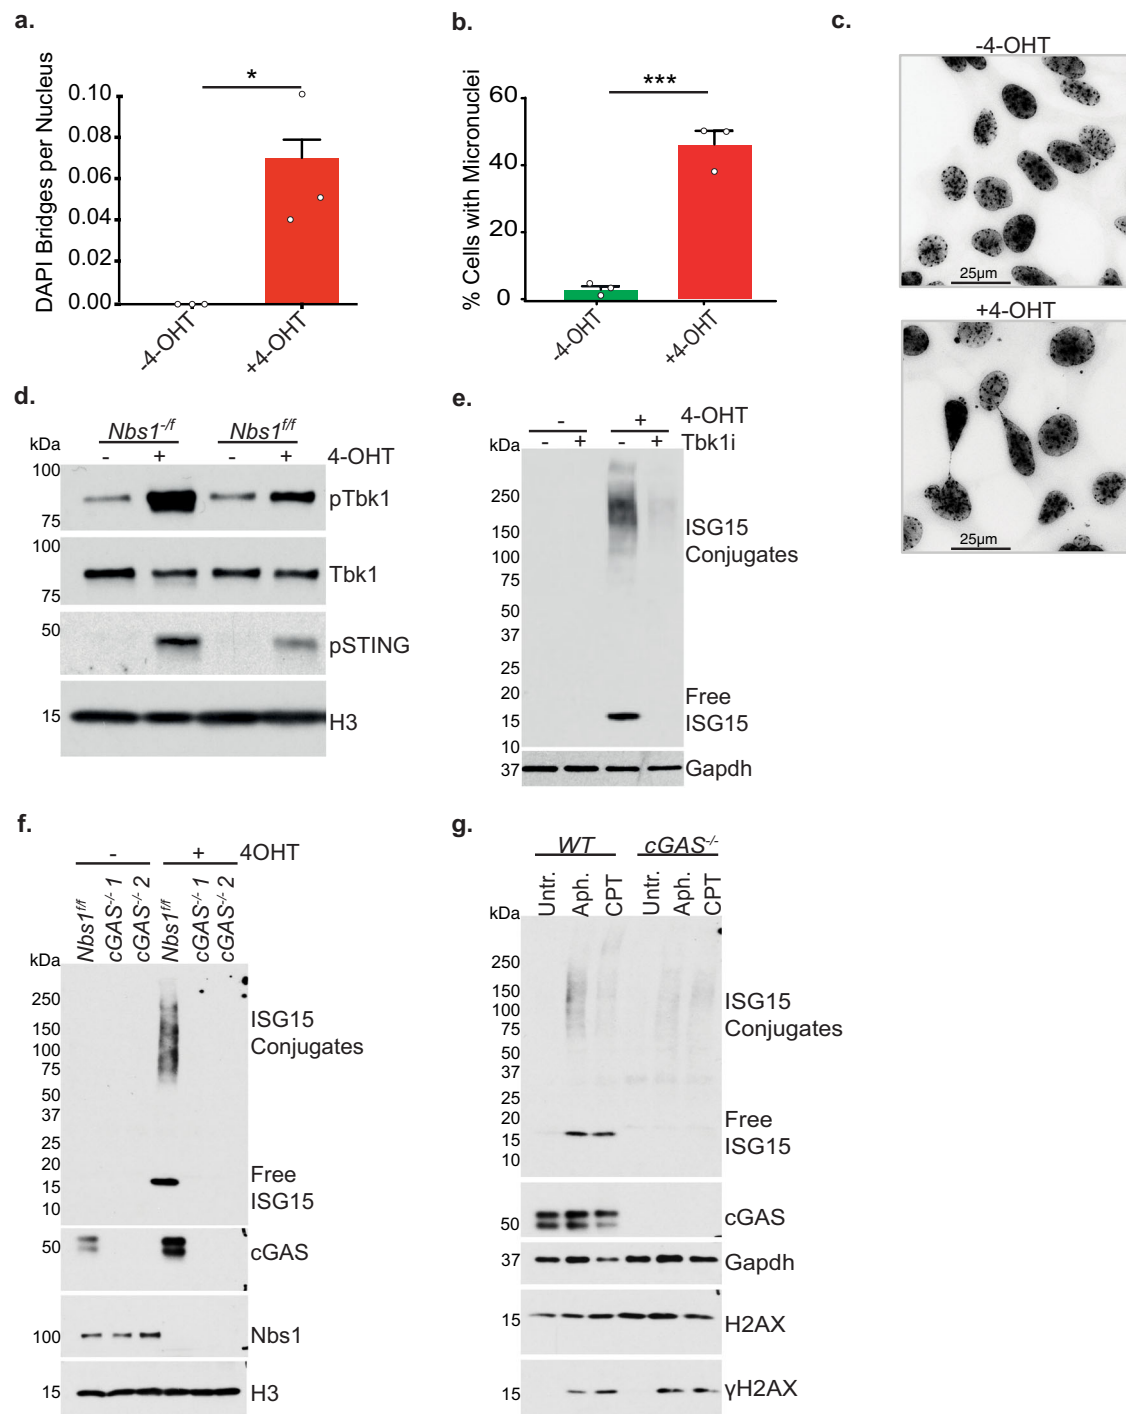 a.
DAPI Bridges per Nucleus
0.10
0.08
0.06
0.04
0.02
0.00
*
-4-OHT
+4-OHT
b.
% Cells with Micronuclei
60
40
20
0
***
-4-OHT
+4-OHT
c.
-4-OHT
25µm
+4-OHT
25µm
d.
Nbs1-/f Nbs1f/f
kDa - + - + 4-OHT
100
75
pTbk1
100
75
Tbk1
50
pSTING
15
H3
e.
- + 4-OHT
kDa - + - + Tbk1i
250
150
100
75
50
37
25
20
15
10
ISG15
Conjugates
Free
ISG15
37
Gapdh
f.
- + 4OHT
Nbs1f/f cGAS-/- 1 cGAS-/- 2 Nbs1f/f cGAS-/- 1 cGAS-/- 2
kDa
250
150
100
75
50
37
25
20
15
10
ISG15
Conjugates
Free
ISG15
50
cGAS
100
Nbs1
15
H3
g.
WT cGAS-/-
Untr. Aph. CPT Untr. Aph. CPT
kDa
250
150
100
75
50
37
25
20
15
10
ISG15
Conjugates
Free
ISG15
50
cGAS
37
Gapdh
15
H2AX
15
γH2AX